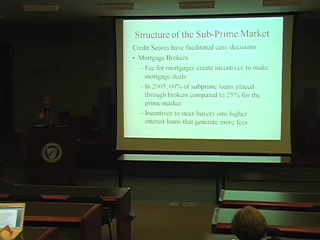 Structure of the Sub-Prime Market
Credit Scores have facilitated easy decisions
• Mortgage Brokers
– Fee for mortgages create incentives to make
mortgage deals
– In 2005, 60% of subprime loans placed
through brokers compared to 25% for the
prime market
– Incentives to steer buyers into higher
interest loans that generate more fees